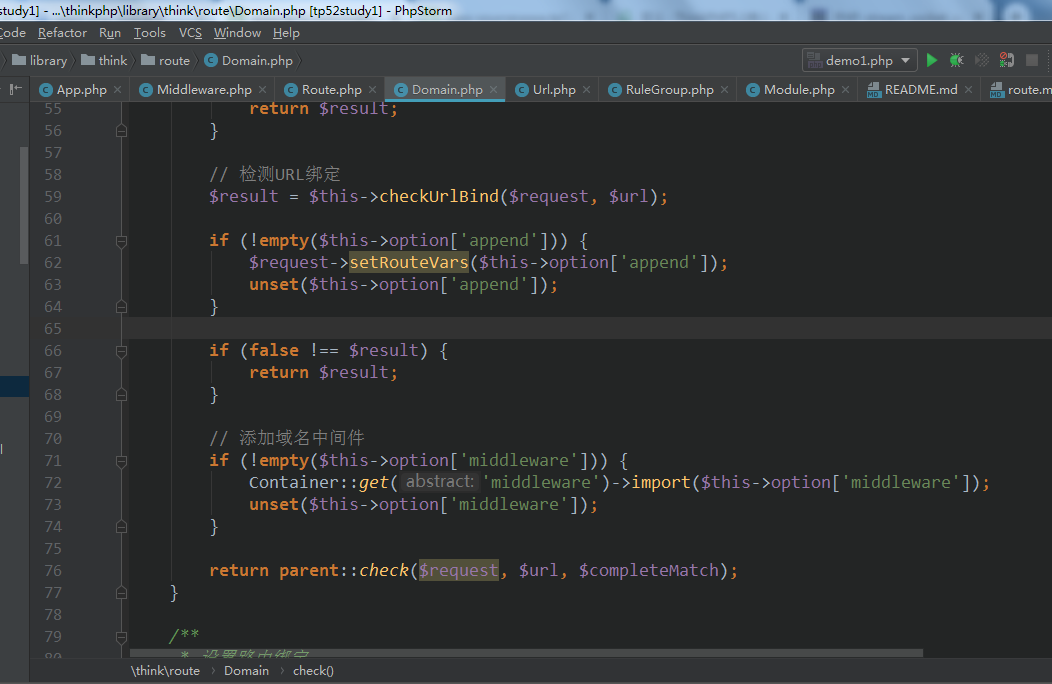 study1] - ...\thinkphp\library\think\route\Domain.php [tp52study1] - PhpStorm
Code Refactor Run Tools VCS Window Help
library think route Domain.php demo1.php
App.php Middleware.php Route.php Domain.php Url.php RuleGroup.php Module.php README.md route.m
55 return $result;
56 }
57
58 // 检测URL绑定
59 $result = $this->checkUrlBind($request, $url);
60
61 if (!empty($this->option['append'])) {
62 $request->setRouteVars($this->option['append']);
63 unset($this->option['append']);
64 }
65
66 if (false !== $result) {
67 return $result;
68 }
69
70 // 添加域名中间件
71 if (!empty($this->option['middleware'])) {
72 Container::get( abstract: 'middleware')->import($this->option['middleware']);
73 unset($this->option['middleware']);
74 }
75
76 return parent::check($request, $url, $completeMatch);
77 }
78
79 /**
80 * 设置路由绑定
\think\route Domain check()